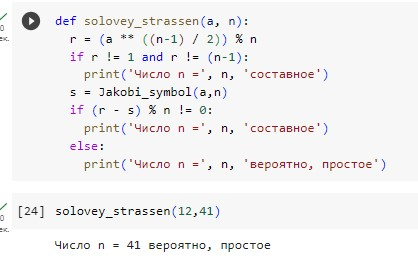 def solovey_strassen(a, n):
  r = (a ** ((n-1) / 2)) % n
  if r != 1 and r != (n-1):
    print('Число n =', n, 'составное')
  s = Jakobi_symbol(a,n)
  if (r - s) % n != 0:
    print('Число n =', n, 'составное')
  else:
    print('Число n =', n, 'вероятно, простое')
[24] solovey_strassen(12,41)
Число n = 41 вероятно, простое